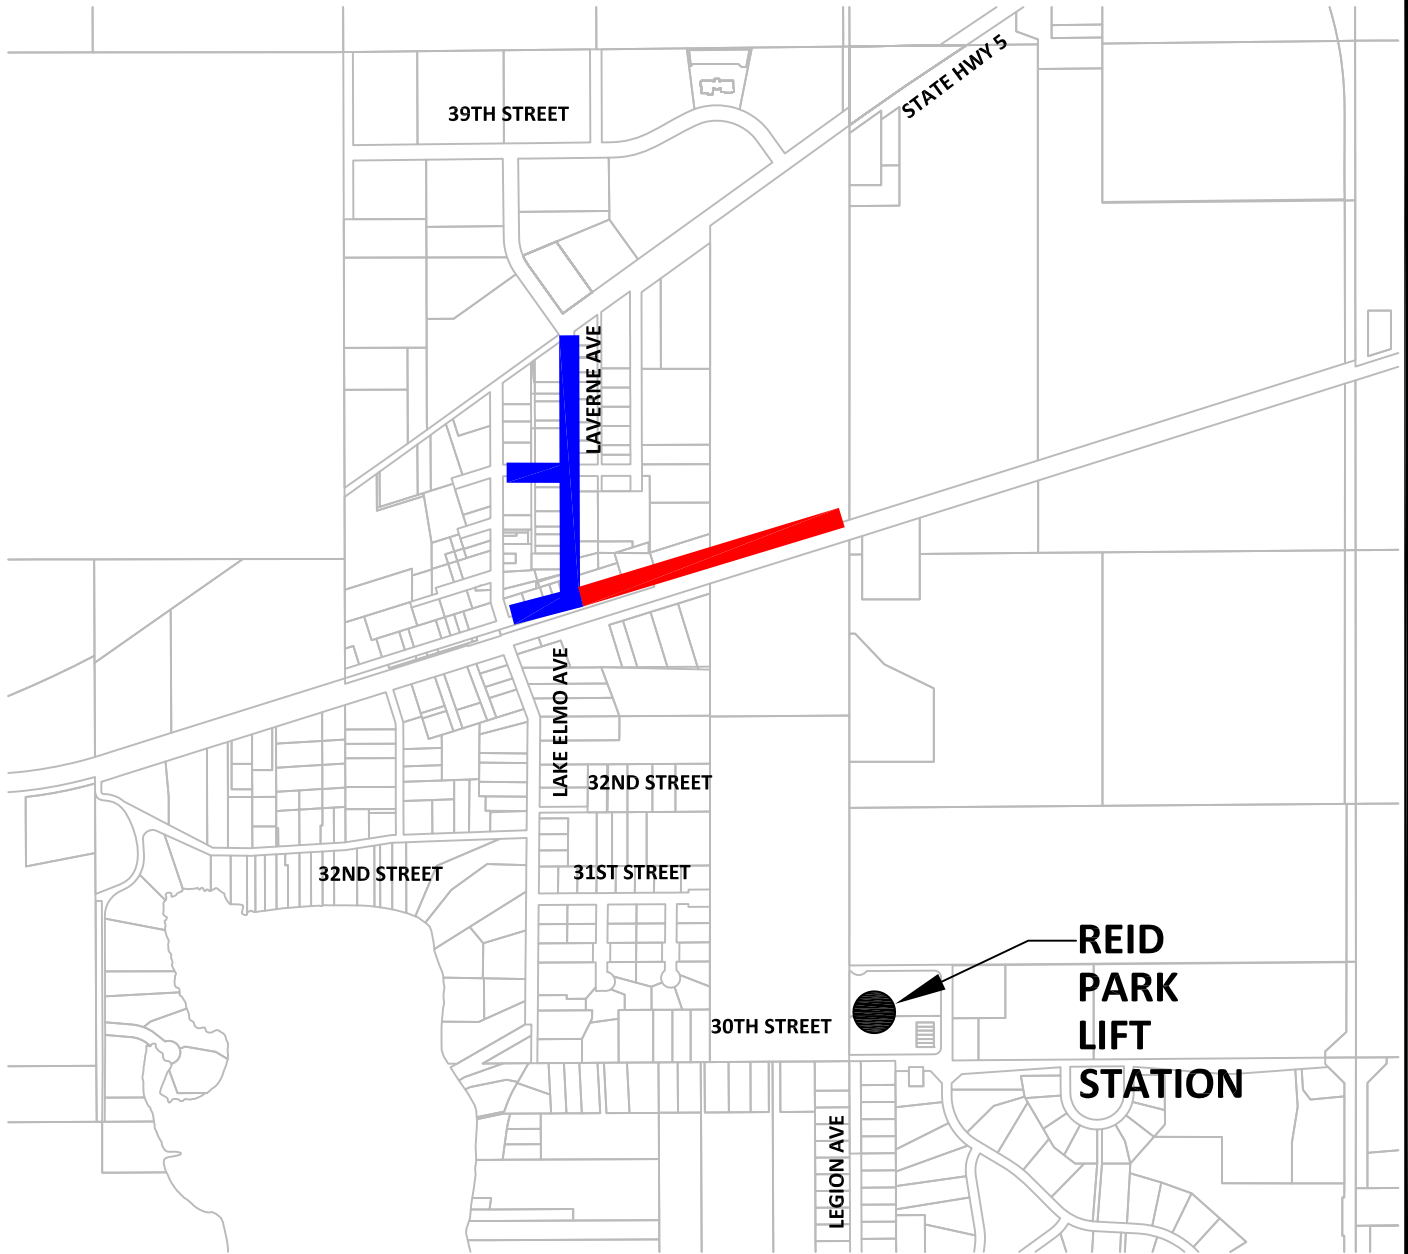 STATE HWY 5
39TH STREET
LAVERNE AVE
LAKE ELMO AVE
32ND STREET
31ST STREET
32ND STREET
REID
PARK
LIFT
STATION
30TH STREET
LEGION AVE